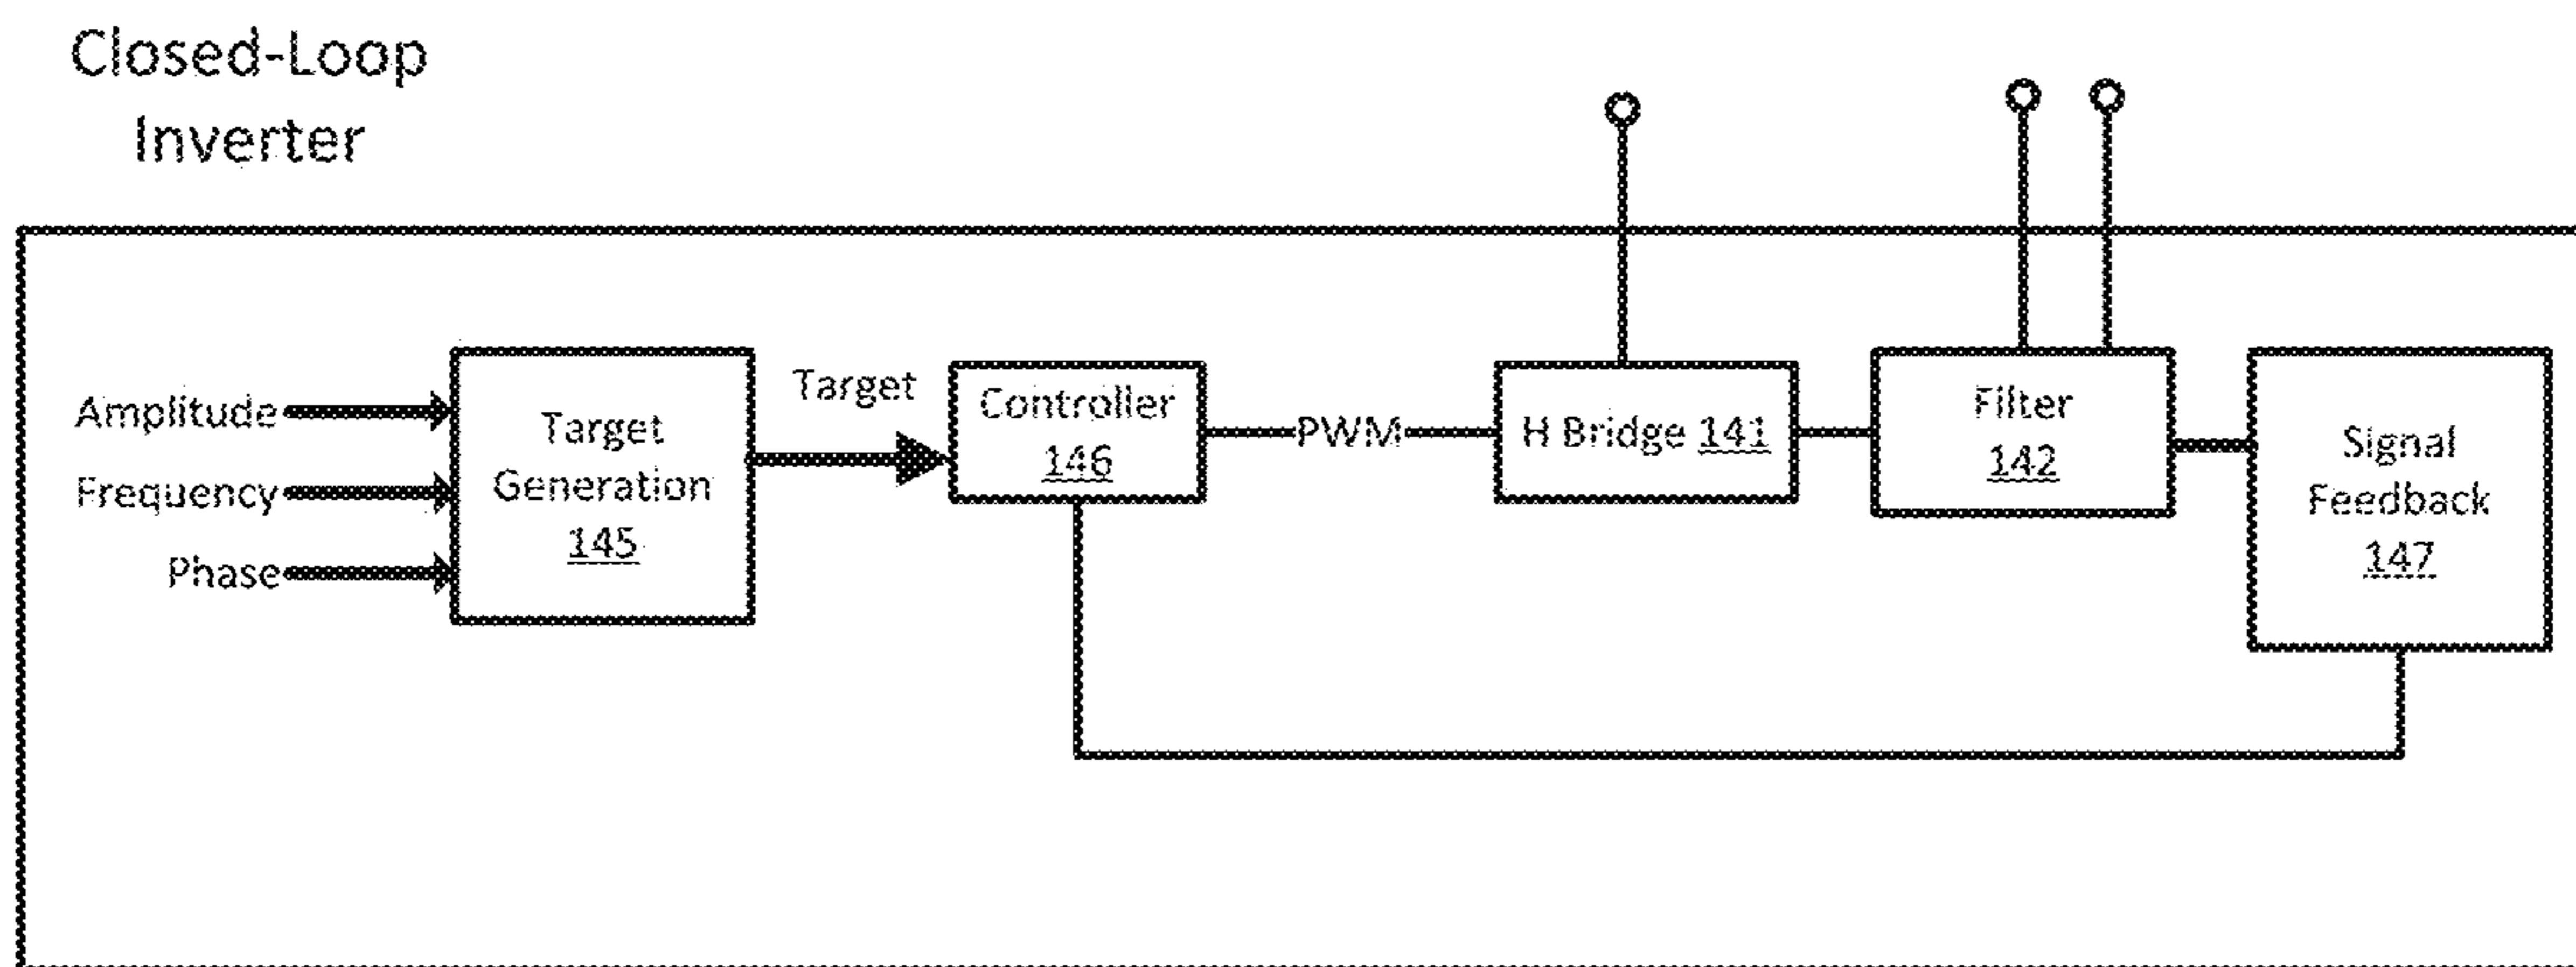 Closed-Loop
Inverter
Amplitude
Frequency
Phase
Target
Generation
145
Target
Controller
146
PWM
H Bridge 141
Filter
142
Signal
Feedback
147